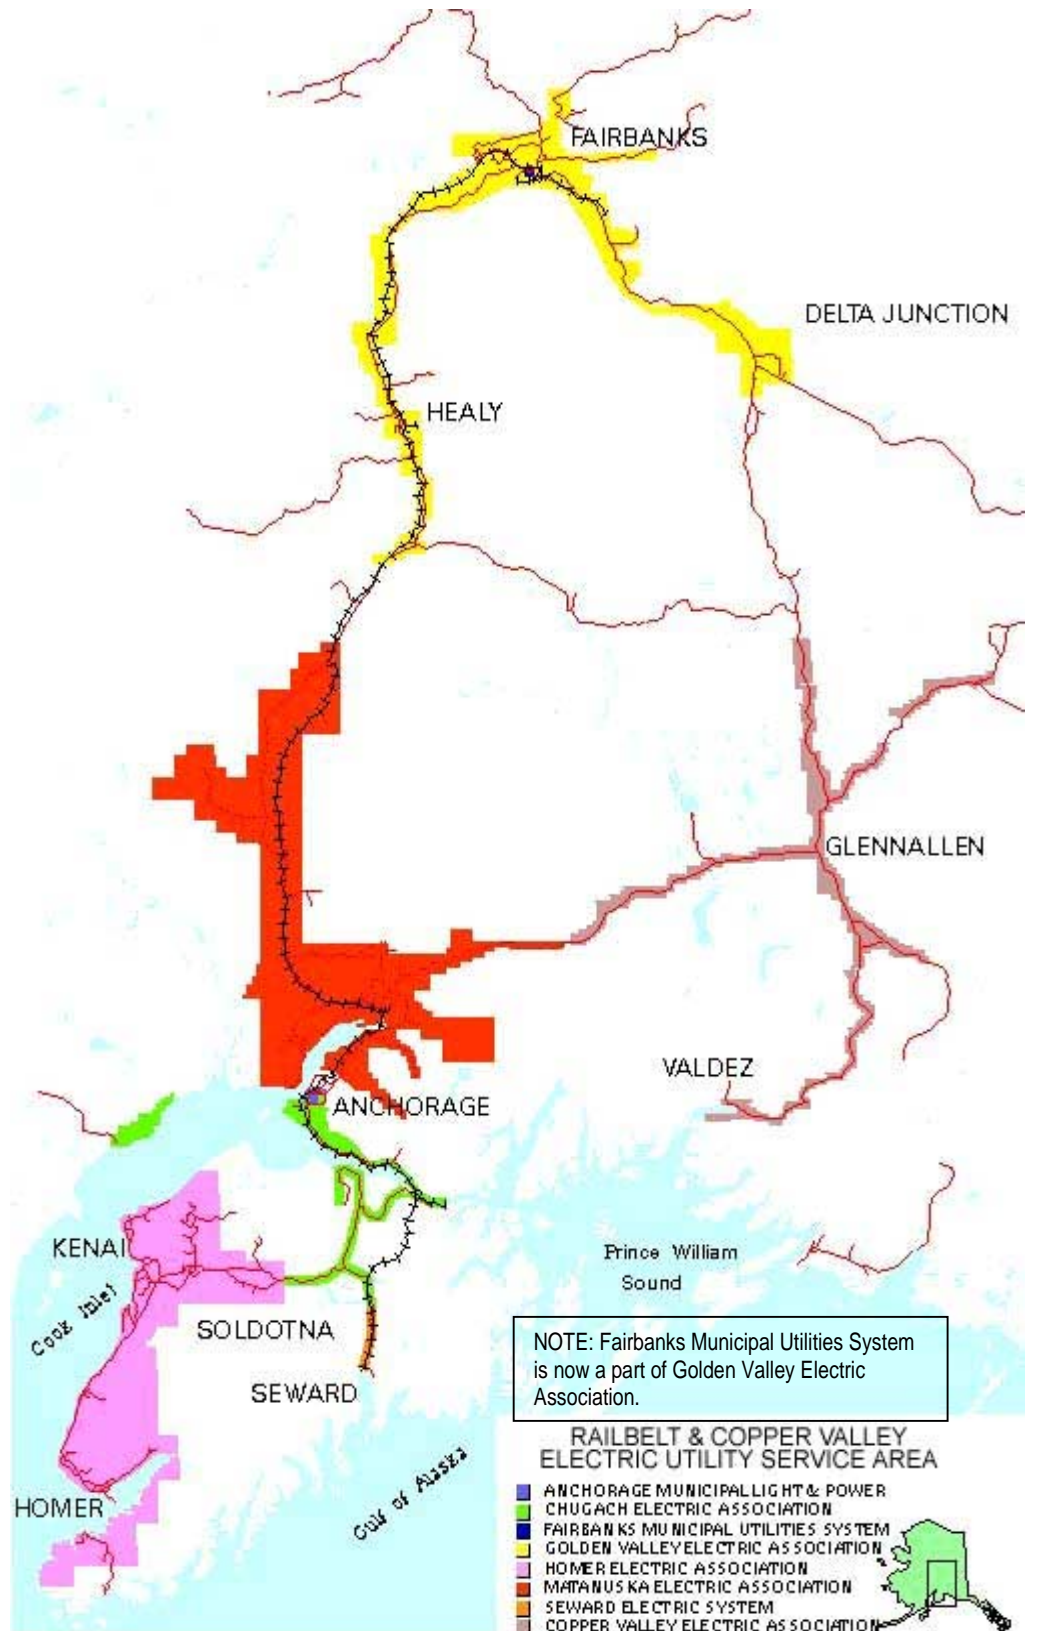 FAIRBANKS
DELTA JUNCTION
HEALY
GLENNALLEN
VALDEZ
ANCHORAGE
KENAI
Prince William
Sound
Cook Inlet
SOLDOTNA
SEWARD
NOTE: Fairbanks Municipal Utilities System
is now a part of Golden Valley Electric
Association.
HOMER
Gulf of Alaska
RAILBELT & COPPER VALLEY
ELECTRIC UTILITY SERVICE AREA
ANCHORAGE MUNICIPAL LIGHT & POWER
CHUGACH ELECTRIC ASSOCIATION
FAIRBANKS MUNICIPAL UTILITIES SYSTEM
GOLDEN VALLEY ELECTRIC ASSOCIATION
HOMER ELECTRIC ASSOCIATION
MATANUSKA ELECTRIC ASSOCIATION
SEWARD ELECTRIC SYSTEM
COPPER VALLEY ELECTRIC ASSOCIATION